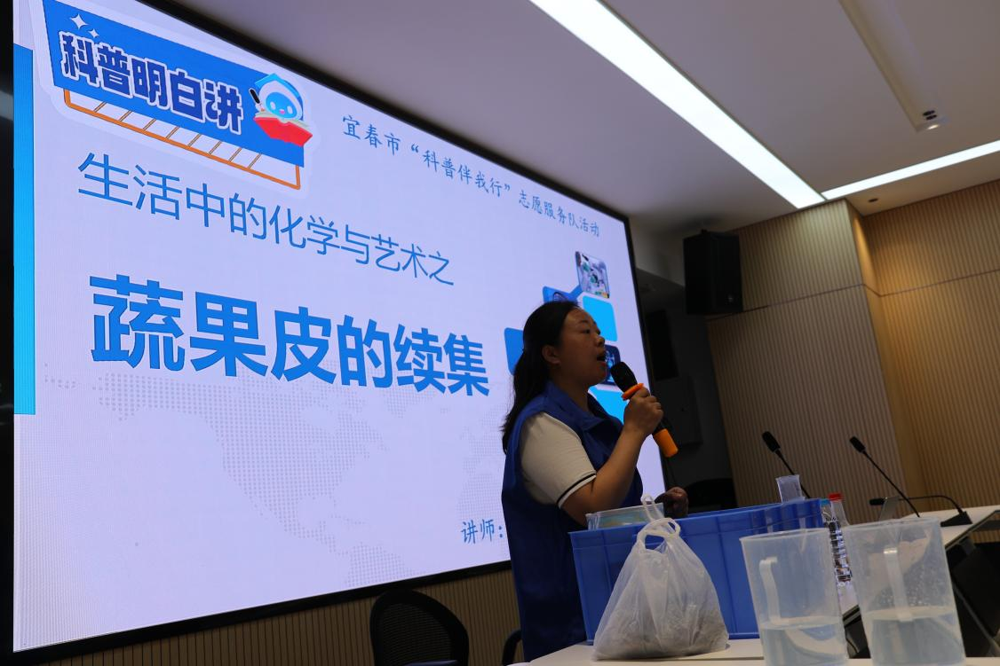 科普明白讲
宜春市“科普伴我行”志愿服务队活动
生活中的化学与艺术之
蔬果皮的续集
讲师：